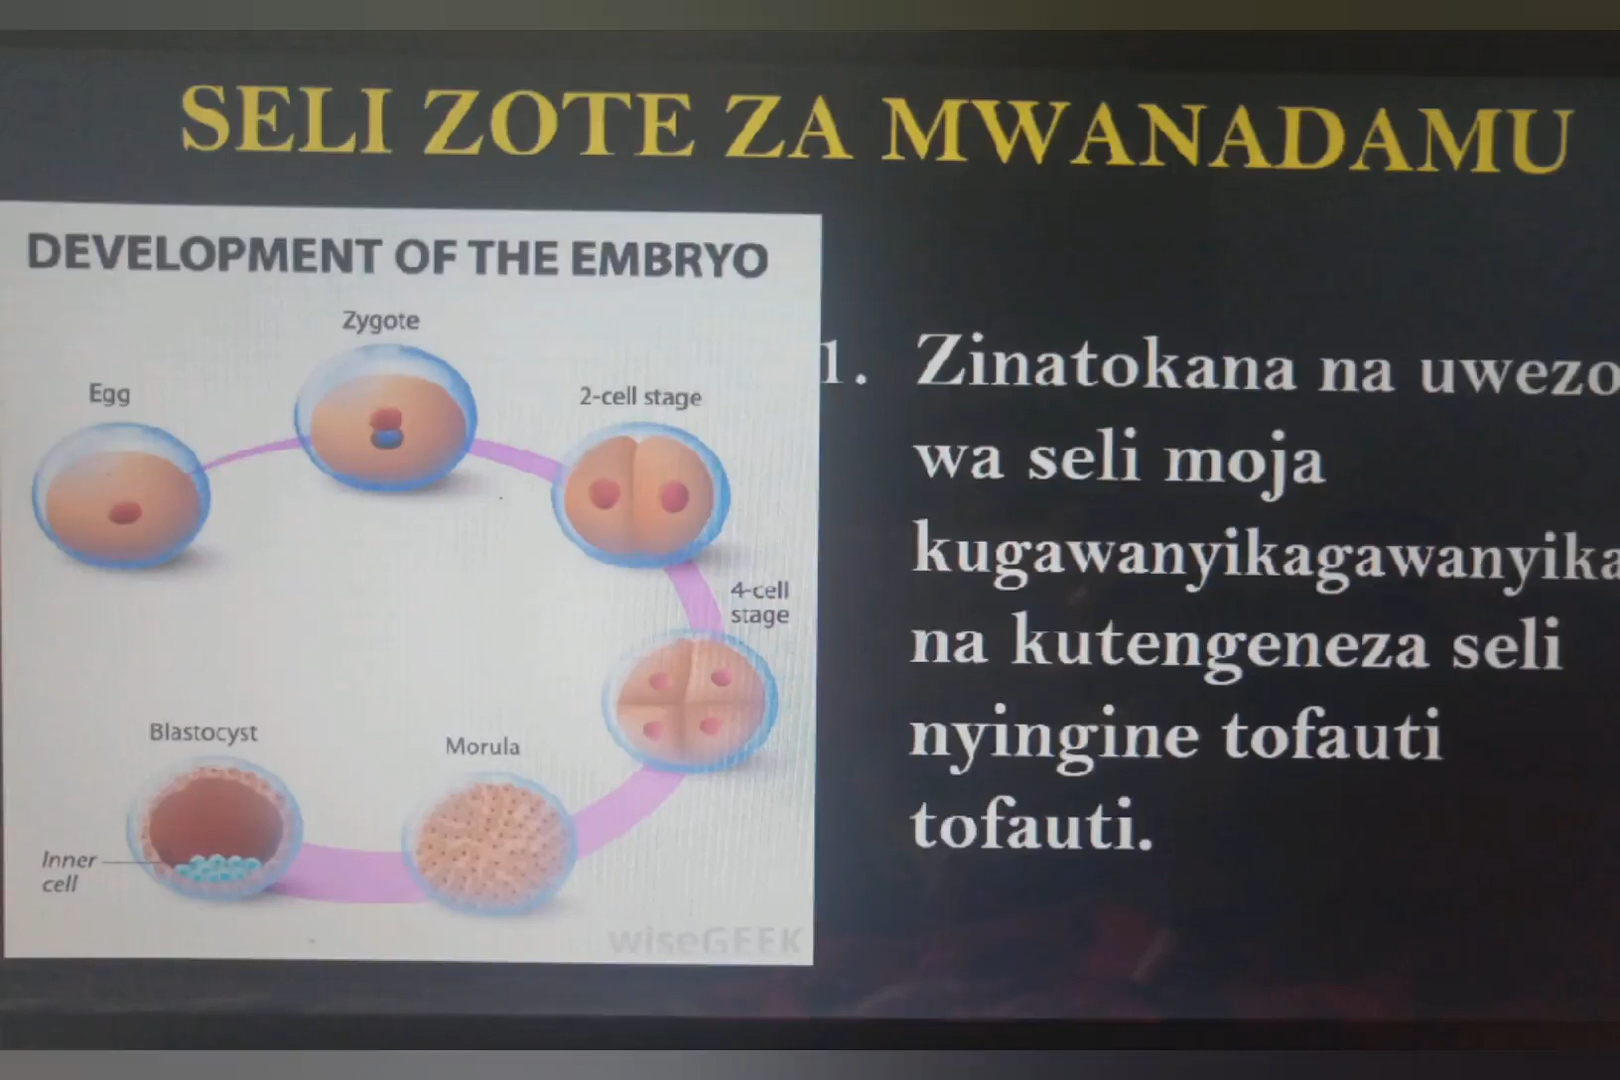 SELI ZOTE ZA MWANADAMU
DEVELOPMENT OF THE EMBRYO
Zygote
Egg
2-cell stage
4-cell
stage
Blastocyst
Morula
Inner
cell
wiseGEEK
1. Zinatokana na uwezo
wa seli moja
kugawanyikagawanyika
na kutengeneza seli
nyingine tofauti
tofauti.